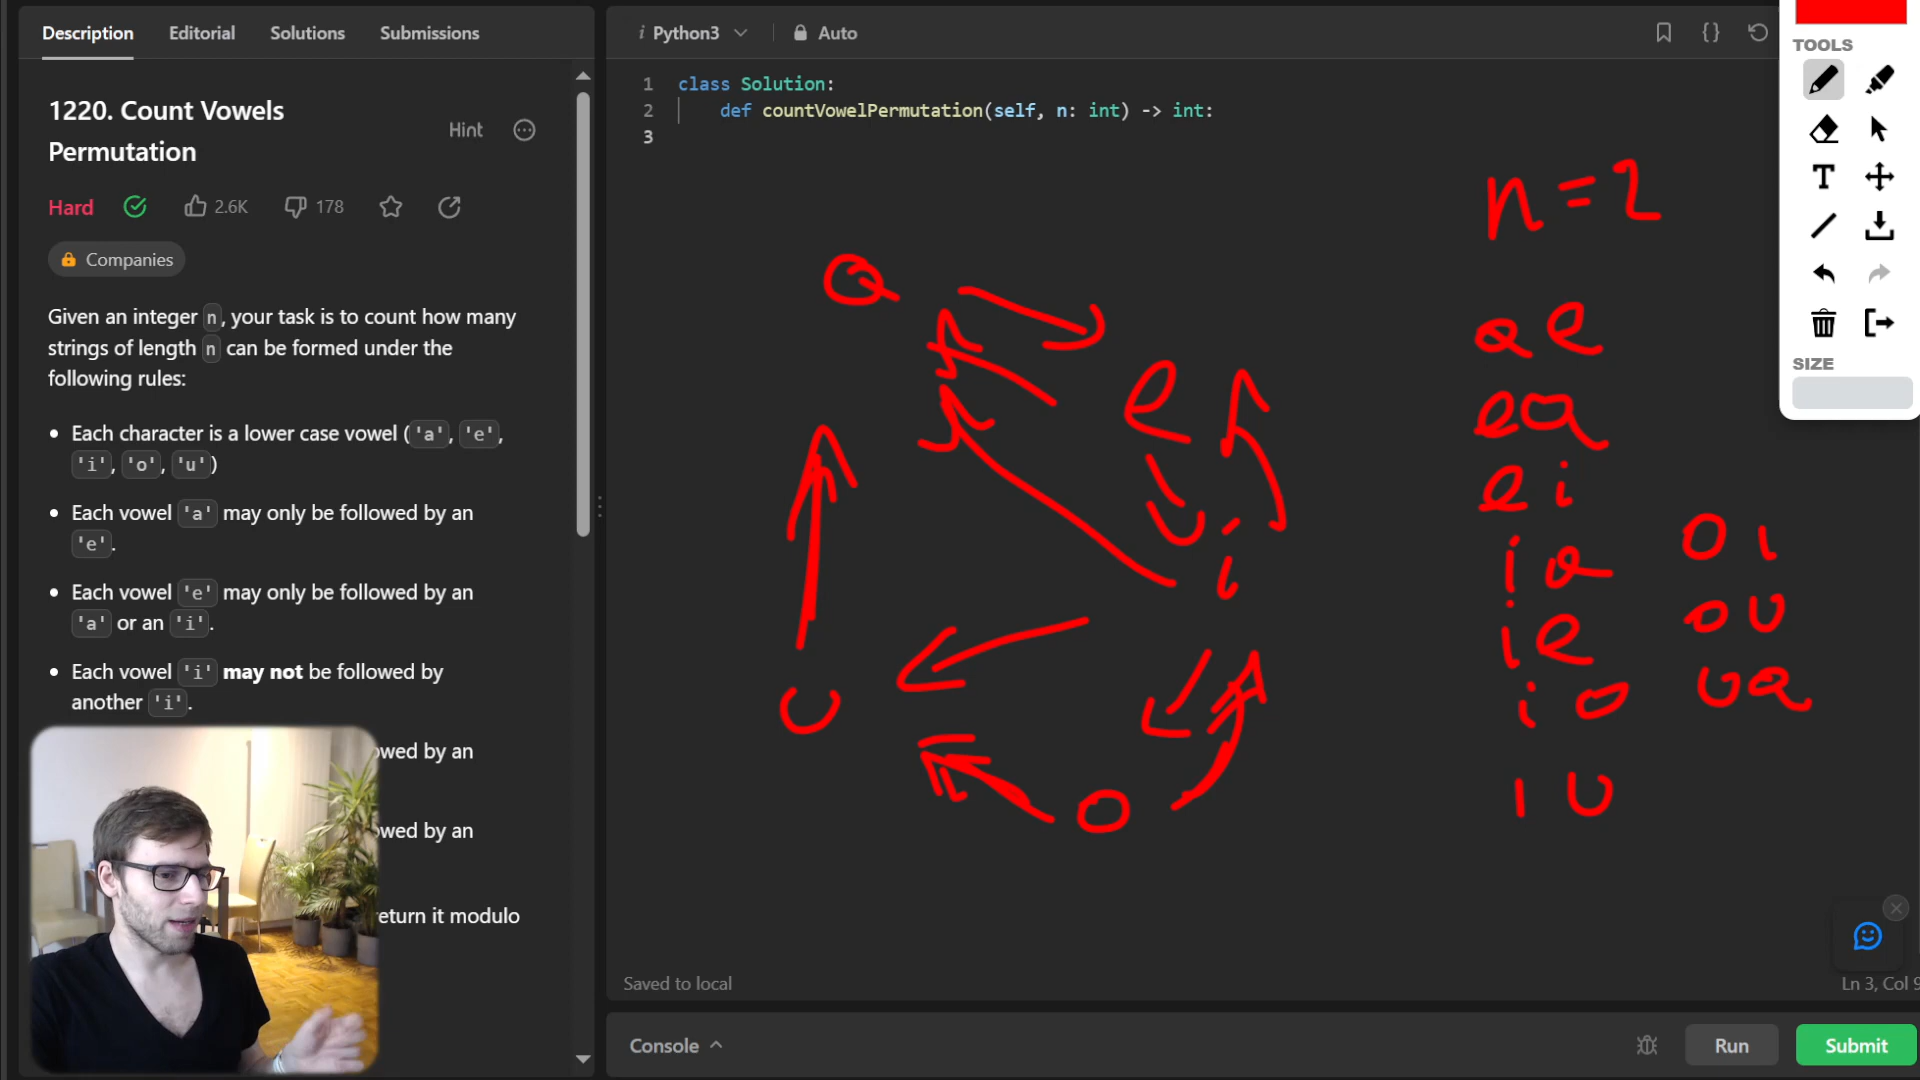 Description Editorial Solutions Submissions
1220. Count Vowels
Permutation
Hint
Hard 2.6K 178
Companies
Given an integer n, your task is to count how many
strings of length n can be formed under the
following rules:
• Each character is a lower case vowel ('a', 'e',
'i', 'o', 'u')
• Each vowel 'a' may only be followed by an
'e'.
• Each vowel 'e' may only be followed by an
'a' or an 'i'.
• Each vowel 'i' may not be followed by
another 'i'.
owed by an
owed by an
eturn it modulo
i Python3 Auto
1 class Solution:
2 def countVowelPermutation(self, n: int) -> int:
3
n=2
a
e
i
u
o
ae
ea
ei
ia
ie
io
iu
oi
ou
ua
TOOLS
T
SIZE
Saved to local
Ln 3, Col 9
Console
Run
Submit